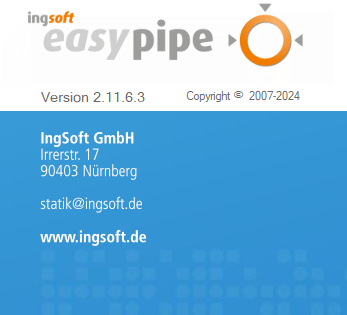 ingsoft
easypipe
Version 2.11.6.3
Copyright © 2007-2024
IngSoft GmbH
Irrerstr. 17
90403 Nürnberg
statik@ingsoft.de
www.ingsoft.de